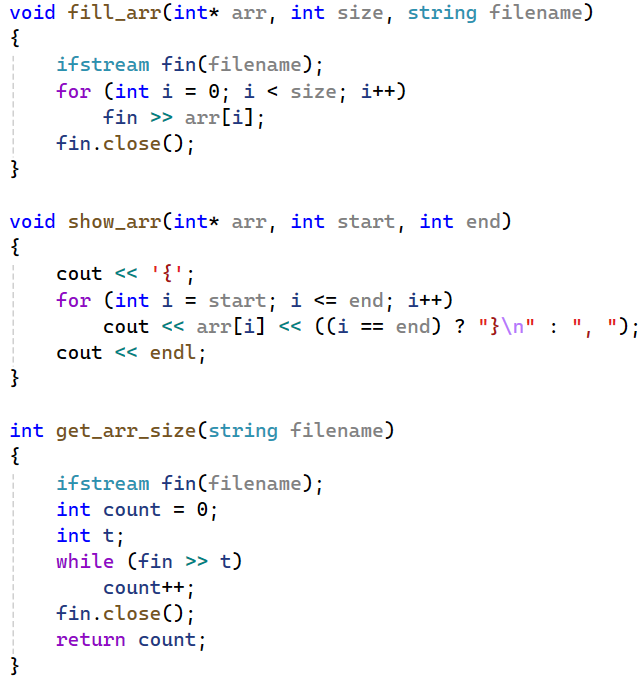 void fill_arr(int* arr, int size, string filename)
{
    ifstream fin(filename);
    for (int i = 0; i < size; i++)
        fin >> arr[i];
    fin.close();
}

void show_arr(int* arr, int start, int end)
{
    cout << '{';
    for (int i = start; i <= end; i++)
        cout << arr[i] << ((i == end) ? "}\n" : ", ");
    cout << endl;
}

int get_arr_size(string filename)
{
    ifstream fin(filename);
    int count = 0;
    int t;
    while (fin >> t)
        count++;
    fin.close();
    return count;
}